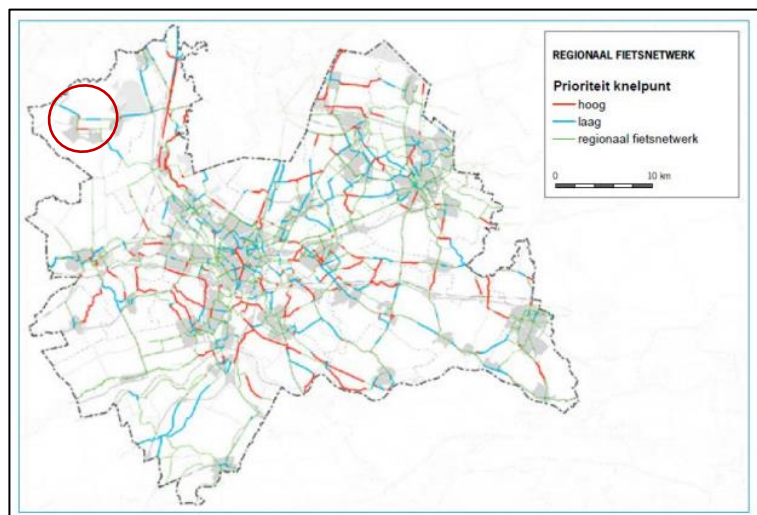 REGIONAAL FIETSNETWERK
Prioriteit knelpunt
hoog
laag
regionaal fietsnetwerk
0 10 km